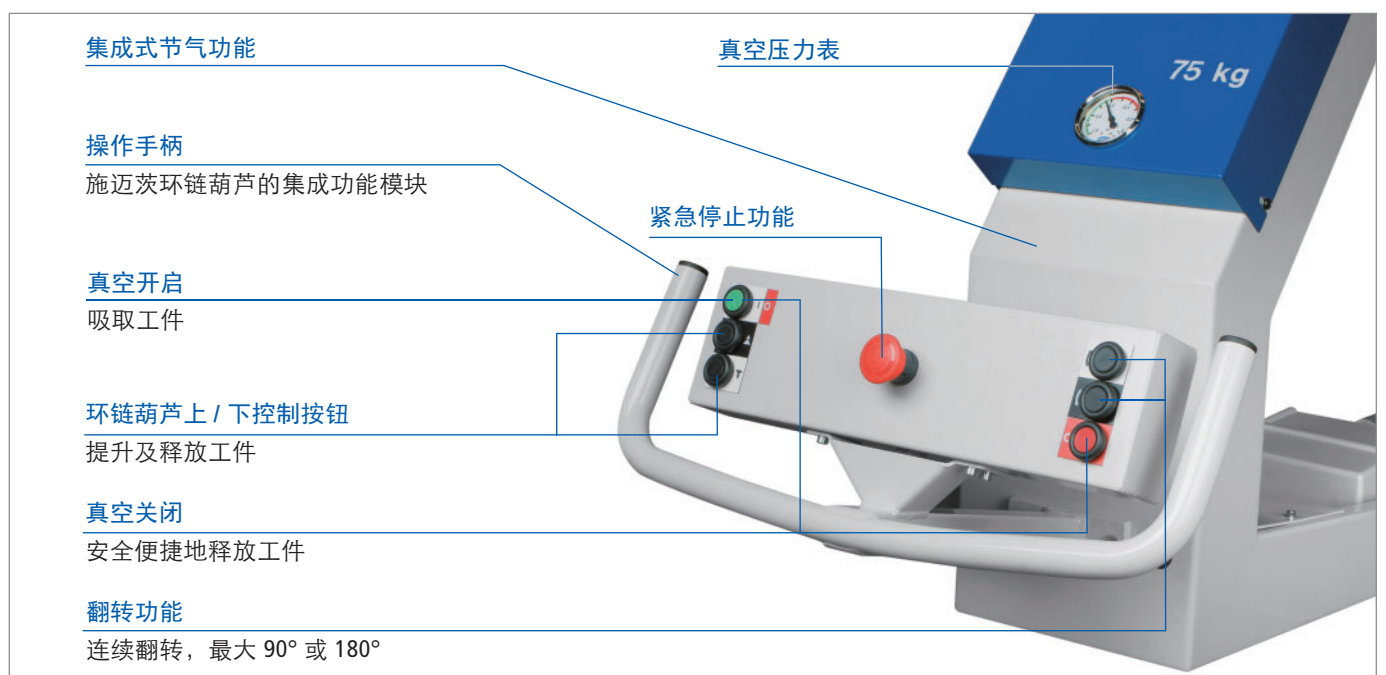 集成式节气功能
真空压力表
75 kg
操作手柄
施迈茨环链葫芦的集成功能模块
紧急停止功能
真空开启
吸取工件
环链葫芦上 / 下控制按钮
提升及释放工件
真空关闭
安全便捷地释放工件
翻转功能
连续翻转，最大 90° 或 180°